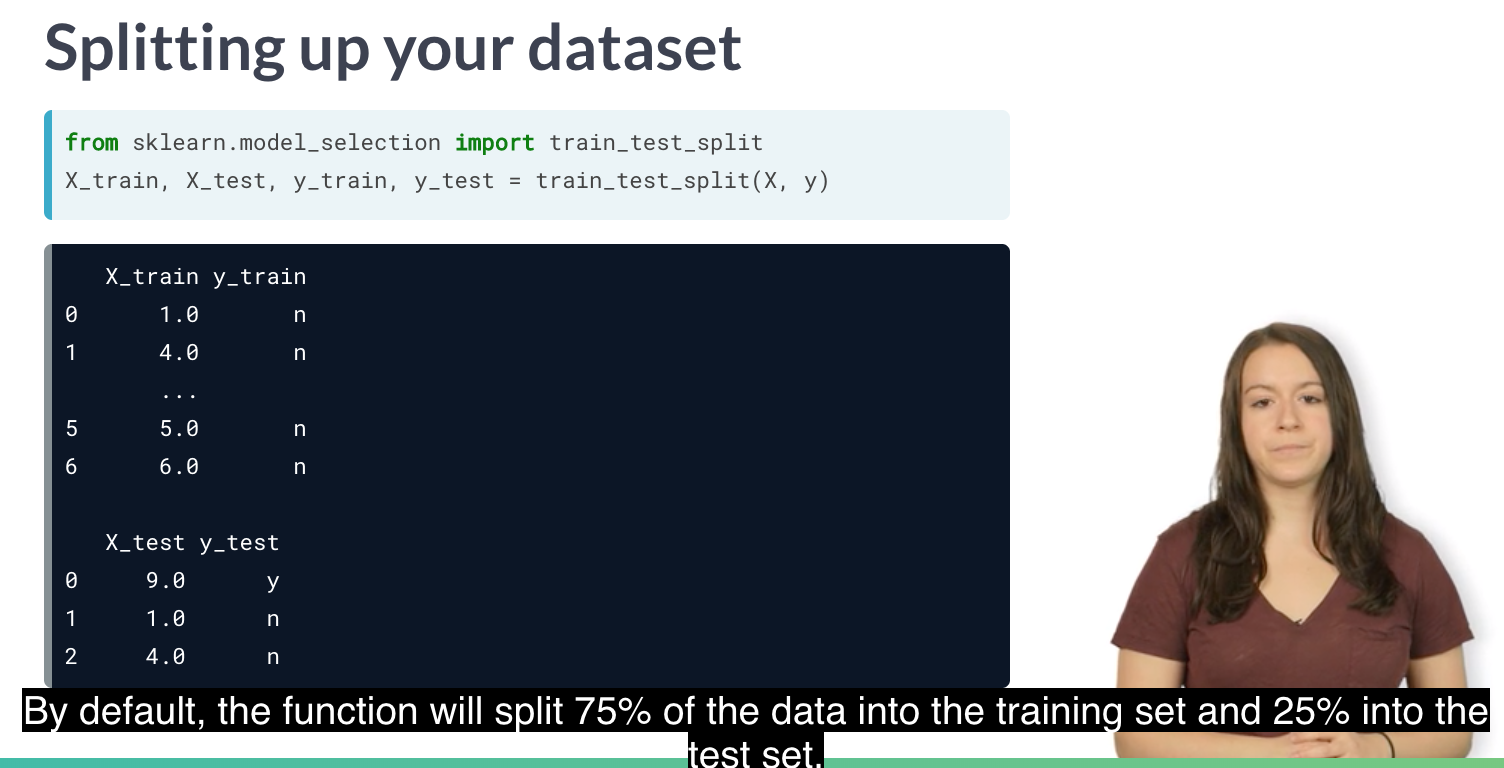 Splitting up your dataset
from sklearn.model_selection import train_test_split
X_train, X_test, y_train, y_test = train_test_split(X, y)
X_train y_train
0 1.0 n
1 4.0 n
...
5 5.0 n
6 6.0 n
X_test y_test
0 9.0 y
1 1.0 n
2 4.0 n
By default, the function will split 75% of the data into the training set and 25% into the
test set.